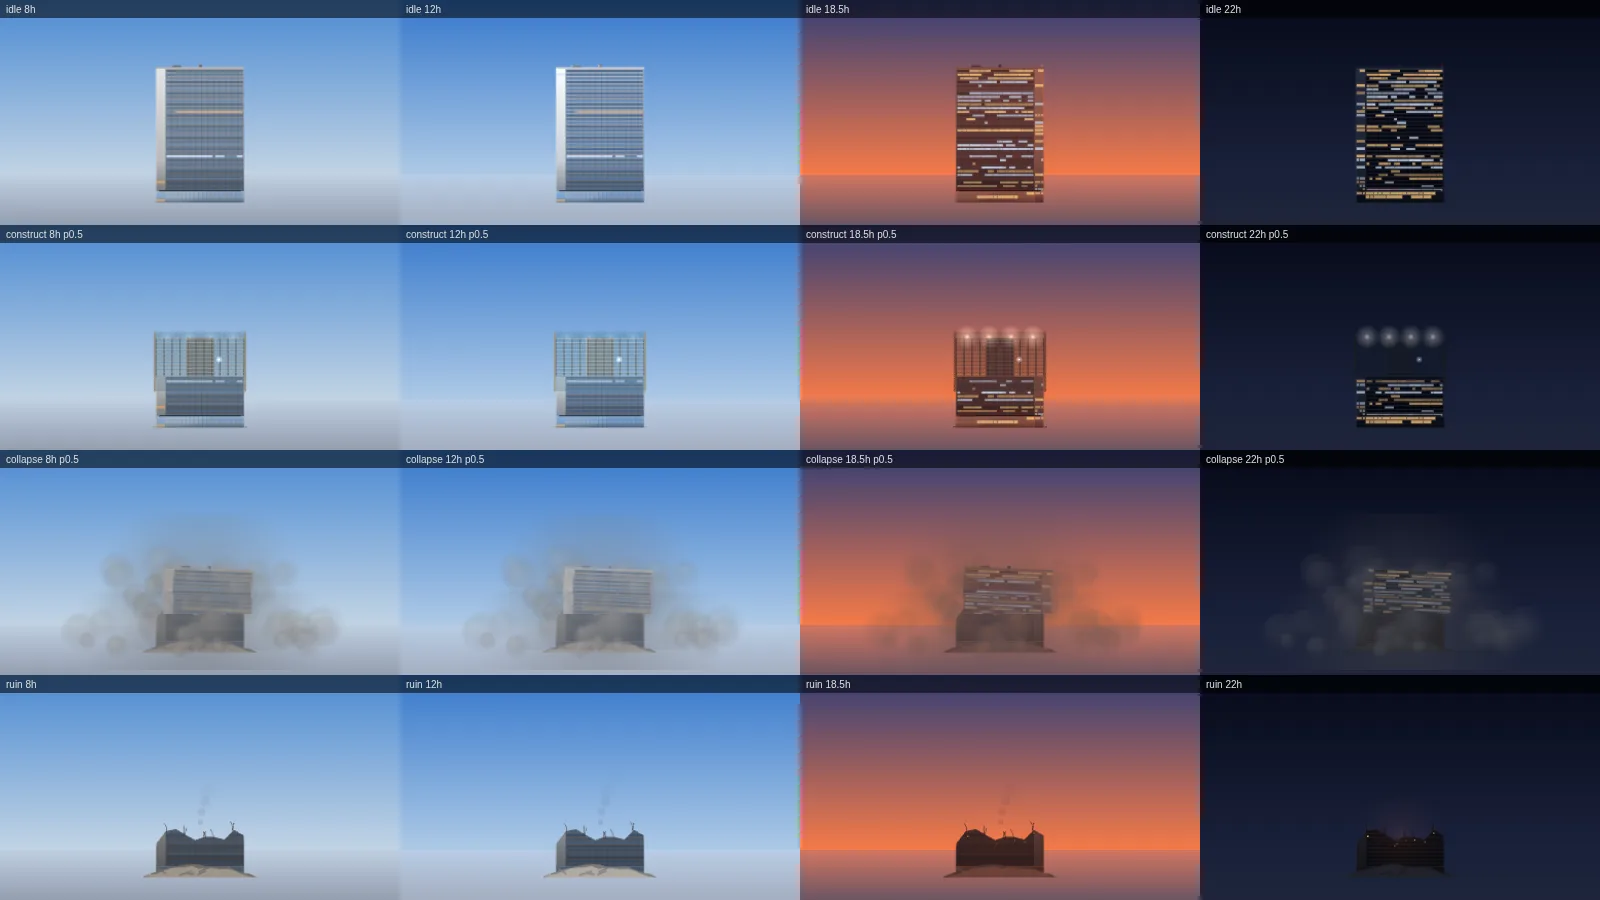 idle 8h
idle 12h
idle 18.5h
idle 22h
construct 8h p0.5
construct 12h p0.5
construct 18.5h p0.5
construct 22h p0.5
collapse 8h p0.5
collapse 12h p0.5
collapse 18.5h p0.5
collapse 22h p0.5
ruin 8h
ruin 12h
ruin 18.5h
ruin 22h